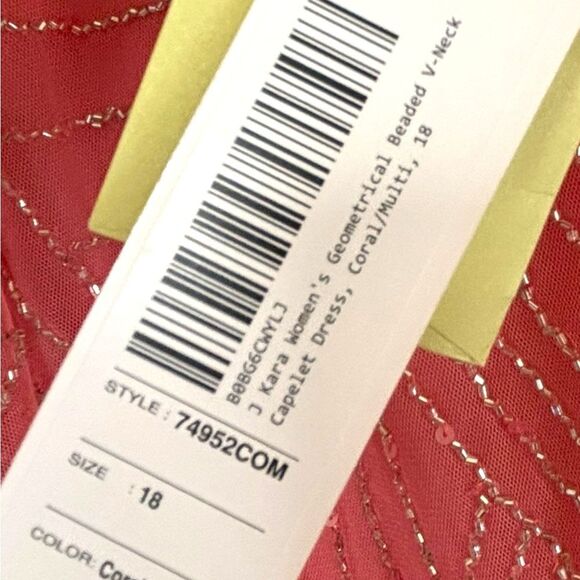 B0BG6CWYLJ
J Kara Women's Geometrical Beaded V-Neck
Capelet Dress, Coral/Multi, 18
STYLE : 74952COM
SIZE : 18
COLOR: